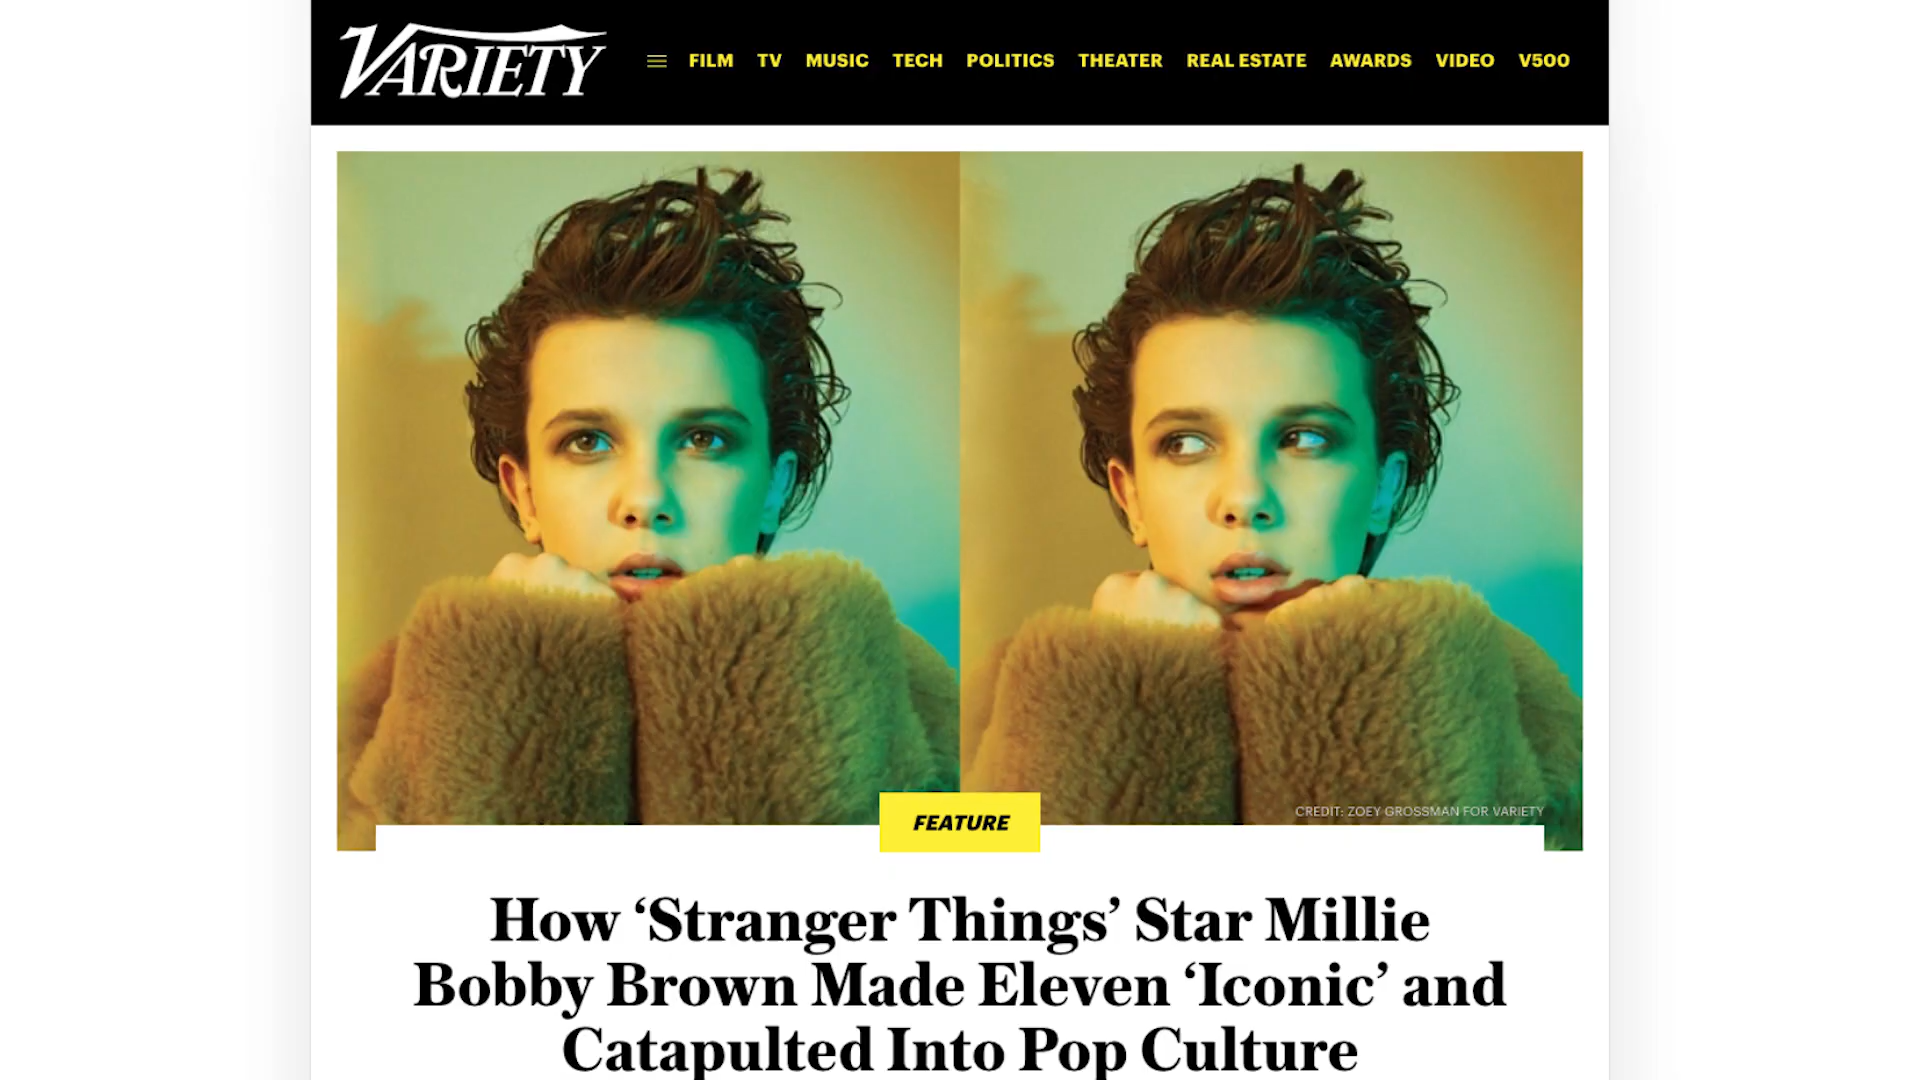 VARIETY
FILM TV MUSIC TECH POLITICS THEATER REAL ESTATE AWARDS VIDEO V500
CREDIT: ZOEY GROSSMAN FOR VARIETY
FEATURE
How ‘Stranger Things’ Star Millie
Bobby Brown Made Eleven ‘Iconic’ and
Catapulted Into Pop Culture